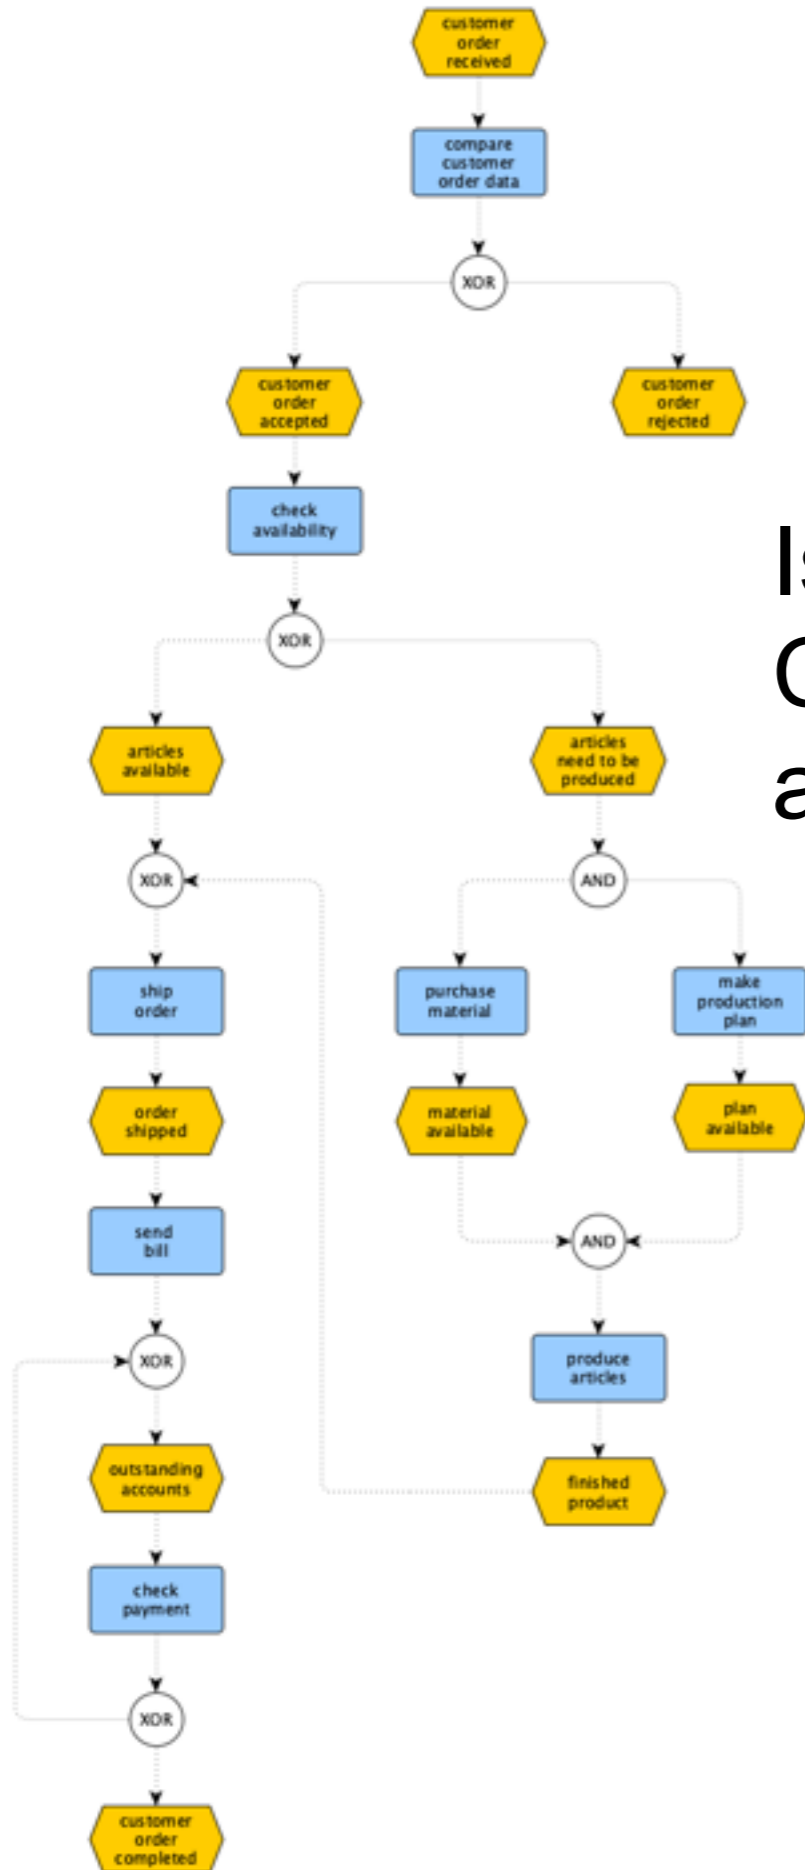 customer
order
received
compare
customer
order data
XOR
customer
order
accepted
customer
order
rejected
check
availability
XOR
articles
available
articles
need to be
produced
XOR
AND
ship
order
purchase
material
make
production
plan
order
shipped
material
available
plan
available
send
bill
AND
XOR
produce
articles
outstanding
accounts
finished
product
check
payment
XOR
customer
order
completed